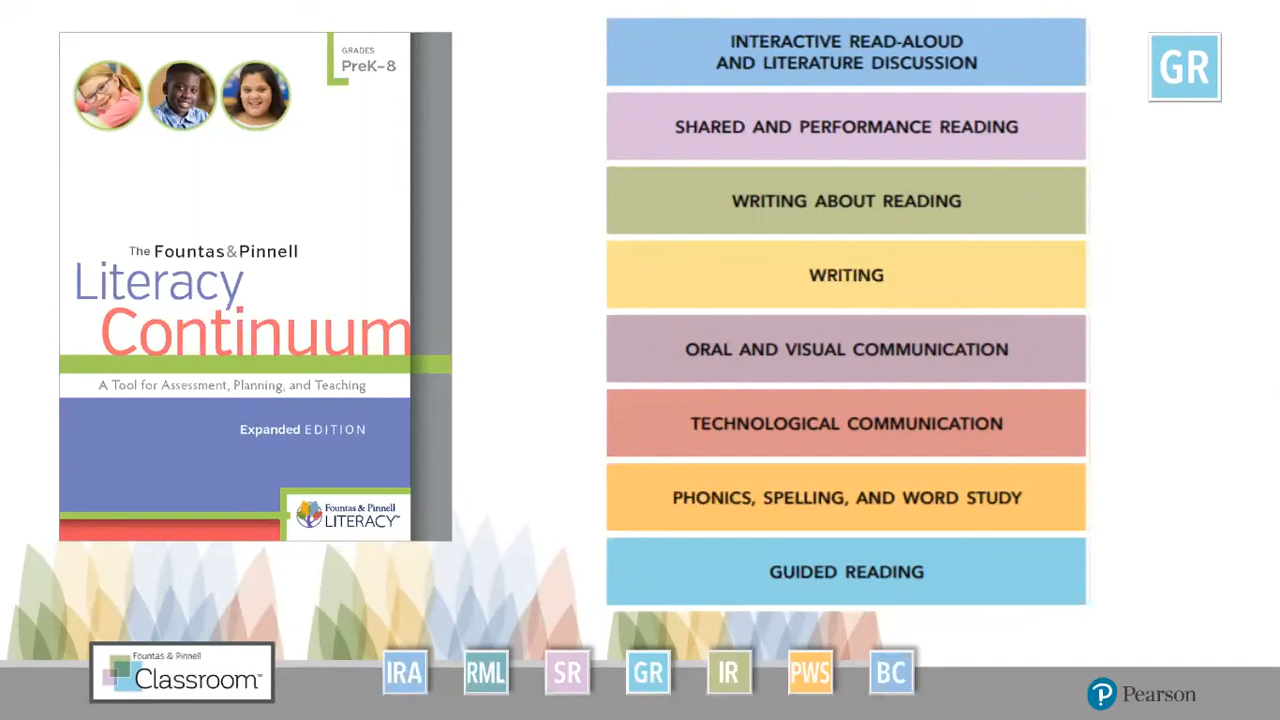 GRADES
PreK–8
The Fountas&Pinnell
Literacy
Continuum
A Tool for Assessment, Planning, and Teaching
Expanded EDITION
Fountas & Pinnell
LITERACY™
INTERACTIVE READ-ALOUD
AND LITERATURE DISCUSSION
SHARED AND PERFORMANCE READING
WRITING ABOUT READING
WRITING
ORAL AND VISUAL COMMUNICATION
TECHNOLOGICAL COMMUNICATION
PHONICS, SPELLING, AND WORD STUDY
GUIDED READING
GR
Fountas & Pinnell
Classroom™
IRA
RML
SR
GR
IR
PWS
BC
Pearson